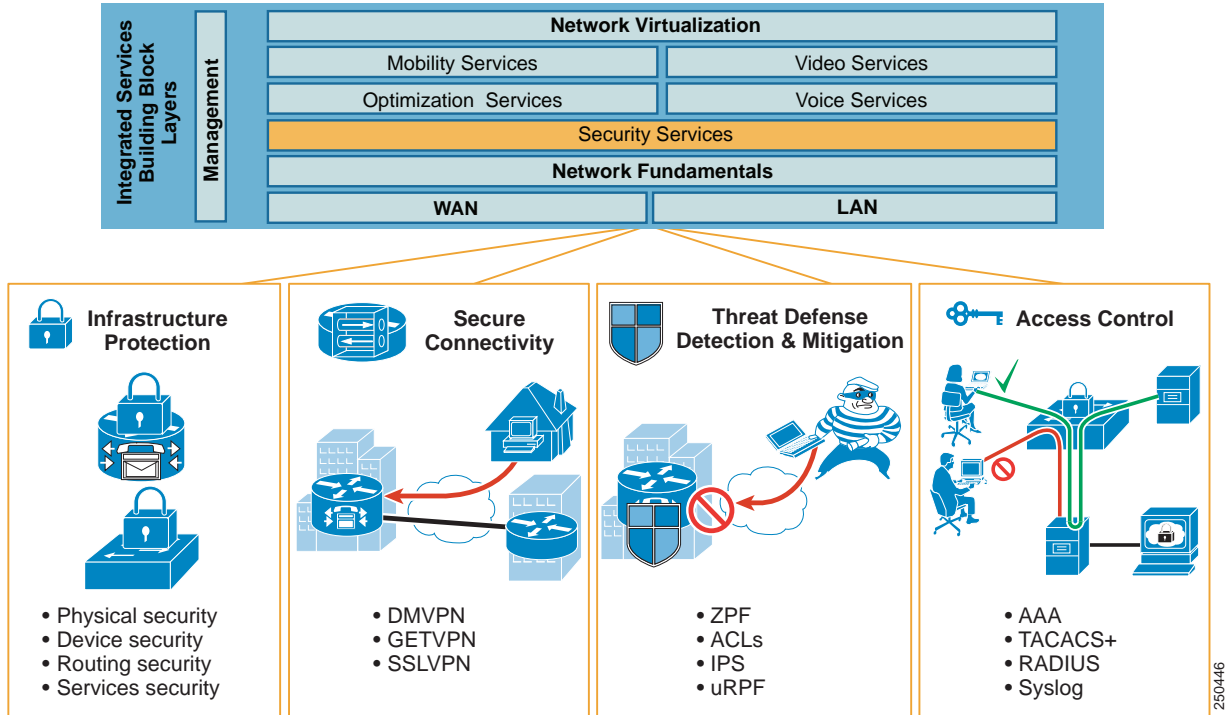 Integrated Services
Building Block
Layers
Management
Network Virtualization
Mobility Services
Video Services
Optimization Services
Voice Services
Security Services
Network Fundamentals
WAN
LAN
Infrastructure
Protection
• Physical security
• Device security
• Routing security
• Services security
Secure
Connectivity
• DMVPN
• GETVPN
• SSLVPN
Threat Defense
Detection & Mitigation
• ZPF
• ACLs
• IPS
• uRPF
Access Control
• AAA
• TACACS+
• RADIUS
• Syslog
250446